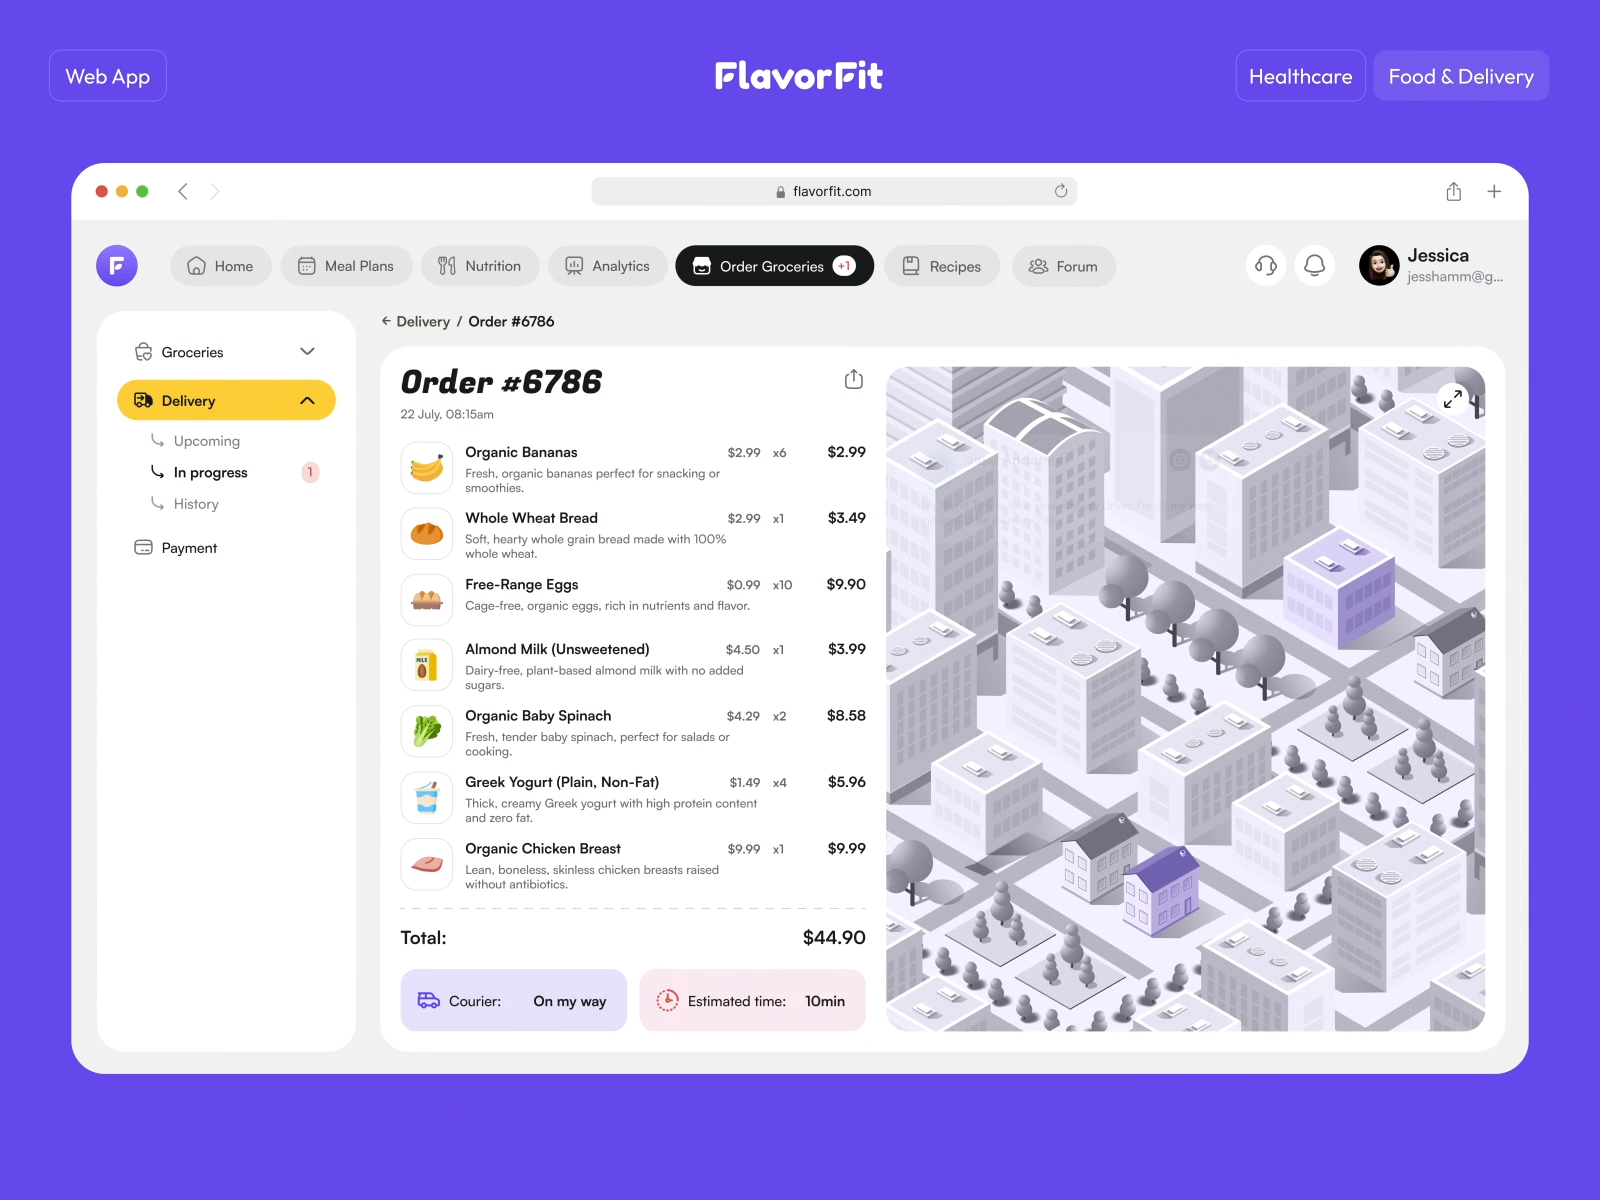 Web App
FlavorFit
Healthcare
Food & Delivery
flavorfit.com
F
Home
Meal Plans
Nutrition
Analytics
Order Groceries
+1
Recipes
Forum
Jessica
jesshamm@g...
Groceries
Delivery
Upcoming
In progress
1
History
Payment
← Delivery / Order #6786
Order #6786
22 July, 08:15am
Organic Bananas $2.99 x6 $2.99
Fresh, organic bananas perfect for snacking or
smoothies.
Whole Wheat Bread $2.99 x1 $3.49
Soft, hearty whole grain bread made with 100%
whole wheat.
Free-Range Eggs $0.99 x10 $9.90
Cage-free, organic eggs, rich in nutrients and flavor.
MILK
Almond Milk (Unsweetened) $4.50 x1 $3.99
Dairy-free, plant-based almond milk with no added
sugars.
Organic Baby Spinach $4.29 x2 $8.58
Fresh, tender baby spinach, perfect for salads or
cooking.
Greek Yogurt (Plain, Non-Fat) $1.49 x4 $5.96
Thick, creamy Greek yogurt with high protein content
and zero fat.
Organic Chicken Breast $9.99 x1 $9.99
Lean, boneless, skinless chicken breasts raised
without antibiotics.
Total: $44.90
Courier: On my way
Estimated time: 10min